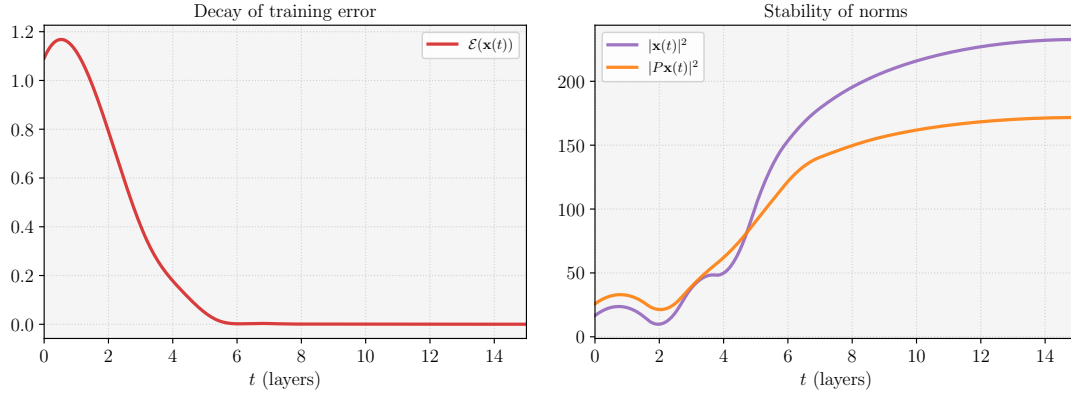 Decay of training error
1.2
1.0
0.8
0.6
0.4
0.2
0.0
0 2 4 6 8 10 12 14
t (layers)
ℰ(𝐱(t))
Stability of norms
200
150
100
50
0
0 2 4 6 8 10 12 14
t (layers)
|𝐱(t)|²
|P𝐱(t)|²